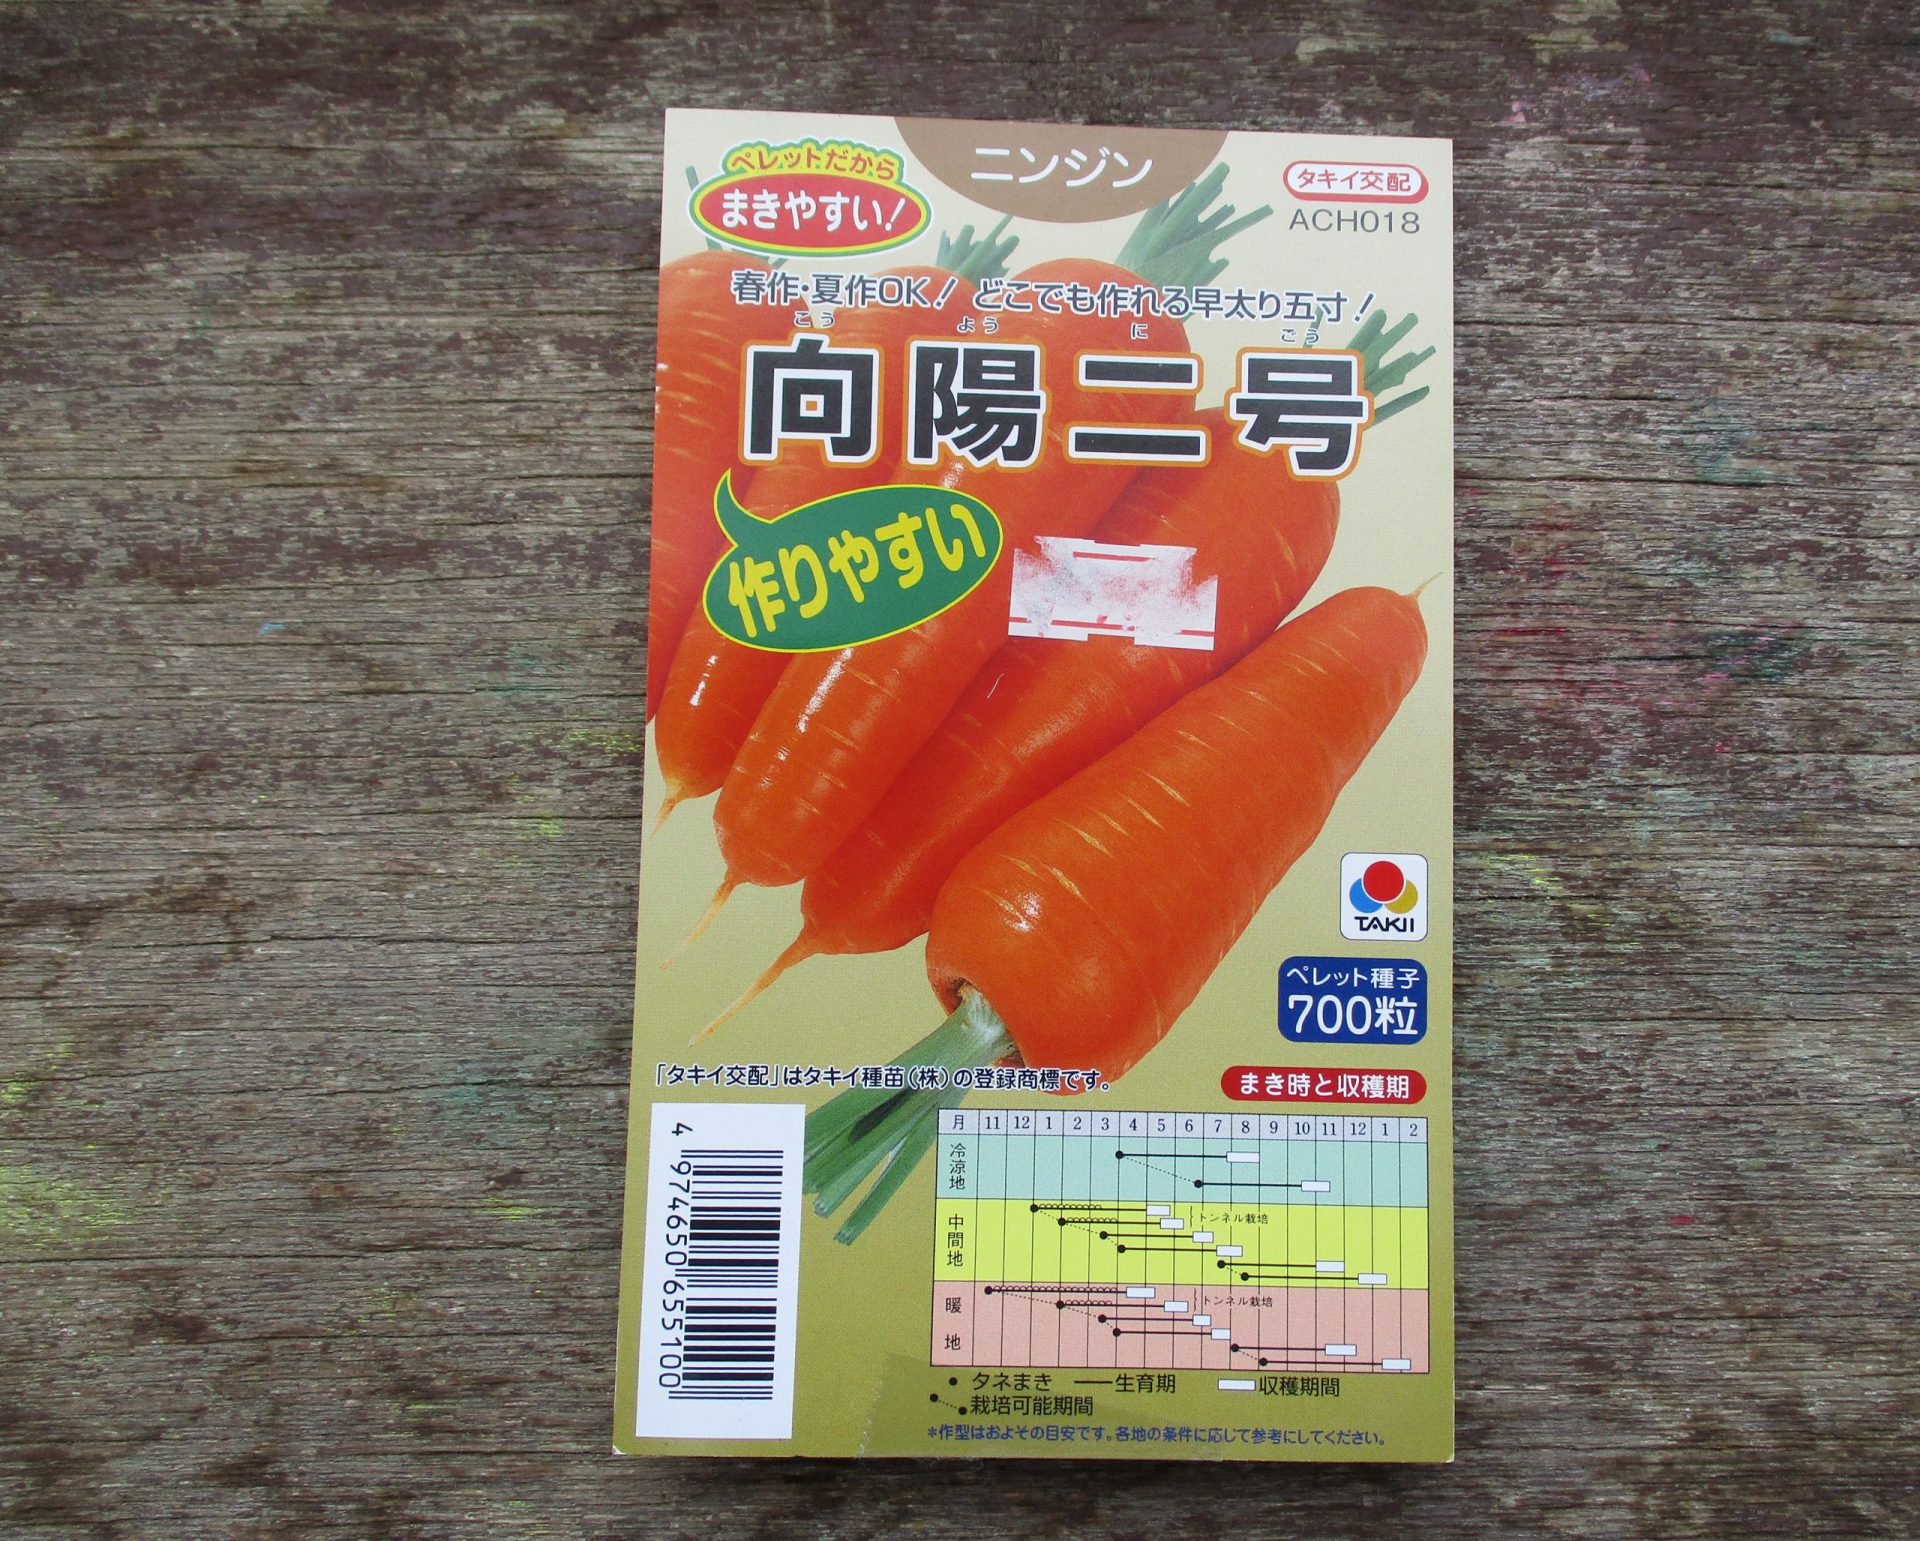 ペレットだから
まきやすい!
ニンジン
タキイ交配
ACH018
春作・夏作OK! どこでも作れる早太り五寸!
こう よう に ごう
向陽二号
作りやすい
TAKII
ペレット種子
700粒
「タキイ交配」はタキイ種苗(株)の登録商標です。
まき時と収穫期
月 11 12 1 2 3 4 5 6 7 8 9 10 11 12 1 2
冷涼地
中間地
トンネル栽培
暖地
トンネル栽培
タネまき 生育期 収穫期間
栽培可能期間
*作型はおよその目安です。各地の条件に応じて参考にしてください。
4 974650 655100